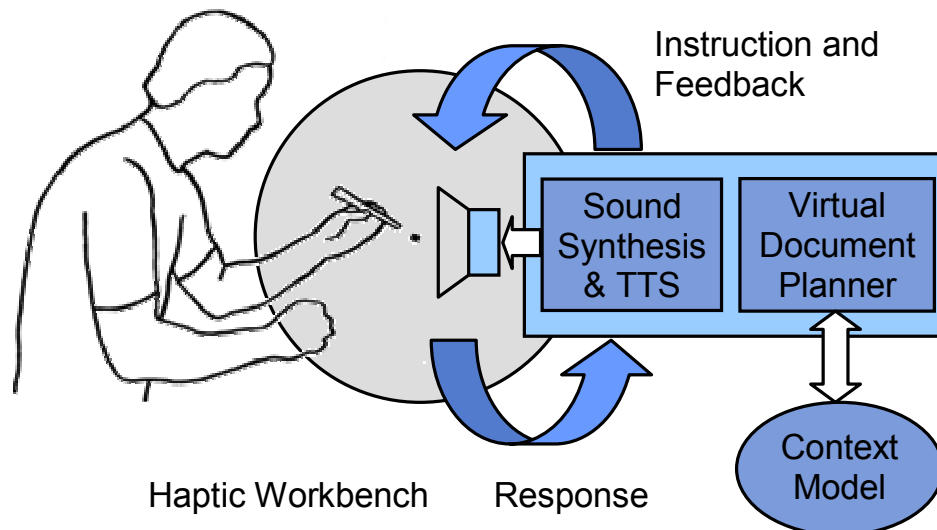 Instruction and
Feedback
Sound
Synthesis
& TTS
Virtual
Document
Planner
Context
Model
Haptic Workbench
Response